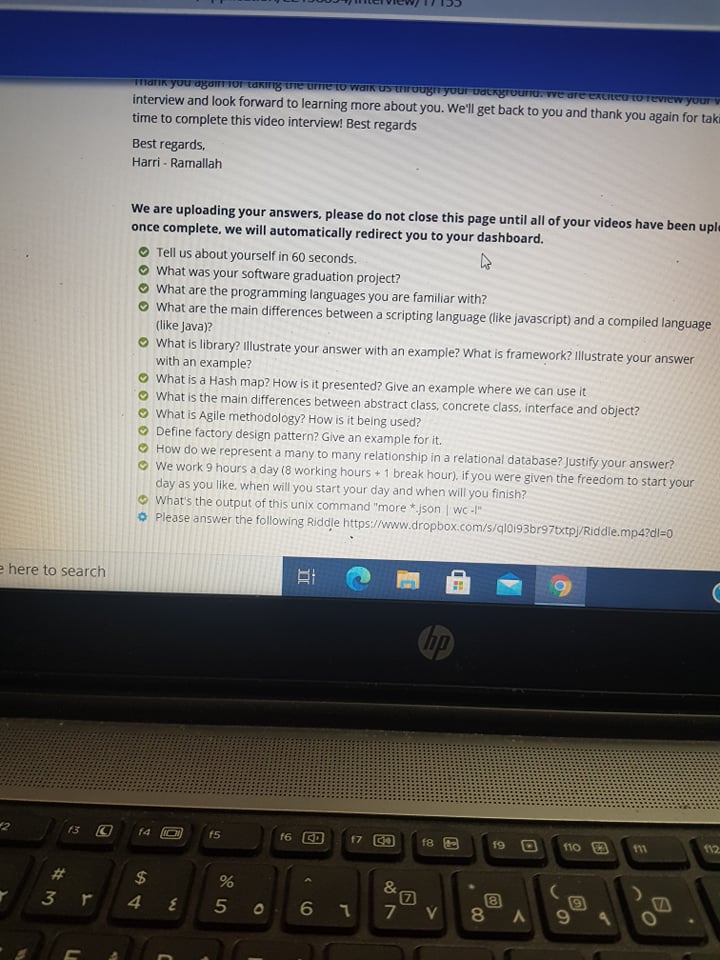 Thank you again for taking the time to walk us through your background. We are excited to review your
interview and look forward to learning more about you. We'll get back to you and thank you again for taki
time to complete this video interview! Best regards
Best regards,
Harri - Ramallah
We are uploading your answers, please do not close this page until all of your videos have been uplo
once complete, we will automatically redirect you to your dashboard.
Tell us about yourself in 60 seconds.
What was your software graduation project?
What are the programming languages you are familiar with?
What are the main differences between a scripting language (like javascript) and a compiled language
(like Java)?
What is library? Illustrate your answer with an example? What is framework? Illustrate your answer
with an example?
What is a Hash map? How is it presented? Give an example where we can use it
What is the main differences between abstract class, concrete class, interface and object?
What is Agile methodology? How is it being used?
Define factory design pattern? Give an example for it.
How do we represent a many to many relationship in a relational database? Justify your answer?
We work 9 hours a day (8 working hours + 1 break hour), if you were given the freedom to start your
day as you like, when will you start your day and when will you finish?
What's the output of this unix command "more *.json | wc -l"
Please answer the following Riddle https://www.dropbox.com/s/ql0i93br97txtpj/Riddle.mp4?dl=0
e here to search
hp
f2 f3 f4 f5 f6 f7 f8 f9 f10 f11 f12
# $ % ^ & 7 * 8 ( 9 )
3 ٣ 4 ٤ 5 ٥ 6 ٦ 7 ٧ 8 ٨ 9 ٩ 0 ٠